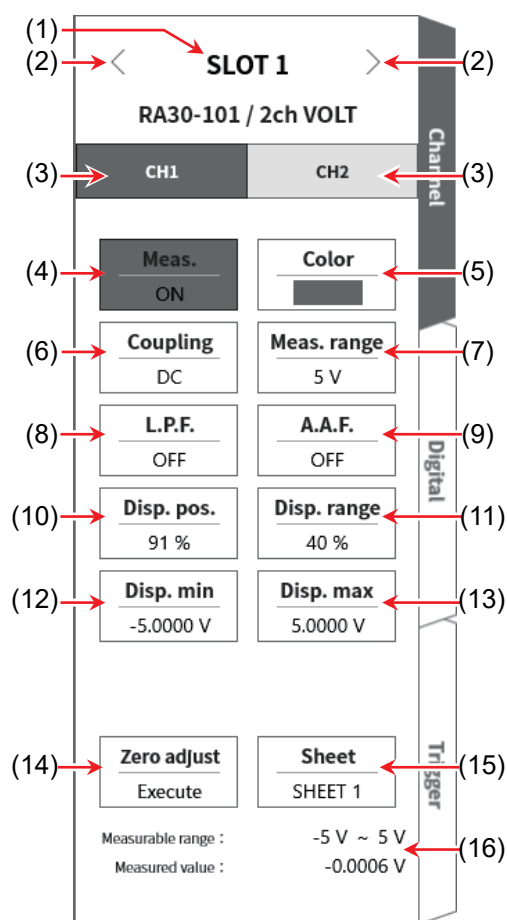 (1)
(2) < SLOT 1 > (2)
RA30-101 / 2ch VOLT
(3) CH1 CH2 (3)
Channel
(4) Meas. Color (5)
ON
(6) Coupling Meas. range (7)
DC 5 V
(8) L.P.F. A.A.F. (9)
OFF OFF
Digital
(10) Disp. pos. Disp. range (11)
91 % 40 %
(12) Disp. min Disp. max (13)
-5.0000 V 5.0000 V
(14) Zero adjust Sheet (15)
Execute SHEET 1
Trigger
Measurable range : -5 V ~ 5 V
Measured value : -0.0006 V
(16)